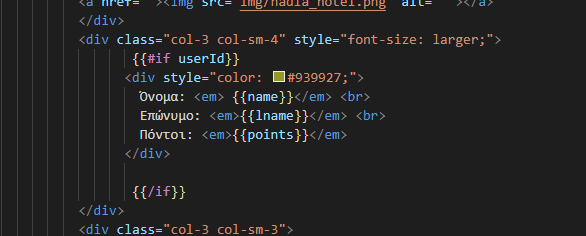 <a href=" "><img src="img/nadia_hotel.png" alt=" "></a>
</div>
<div class="col-3 col-sm-4" style="font-size: larger;">
{{#if userId}}
<div style="color: #939927;">
Όνομα: <em> {{name}}</em> <br>
Επώνυμο: <em>{{lname}}</em> <br>
Πόντοι: <em>{{points}}</em>
</div>
{{/if}}
</div>
<div class="col-3 col-sm-3">